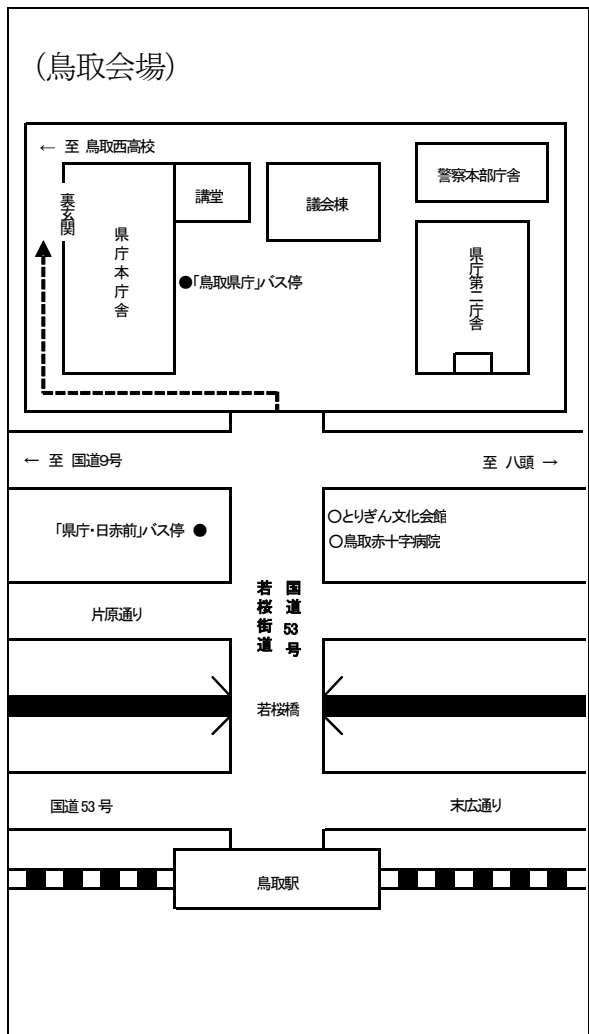 （鳥取会場）
← 至 鳥取西高校
警察本部庁舎
講堂
議会棟
裏玄関
県庁本庁舎
県庁第二庁舎
●「鳥取県庁」バス停
← 至 国道9号
至 八頭 →
○とりぎん文化会館
「県庁・日赤前」バス停 ●
○鳥取赤十字病院
国道53号
若桜街道
片原通り
若桜橋
国道53号
末広通り
鳥取駅